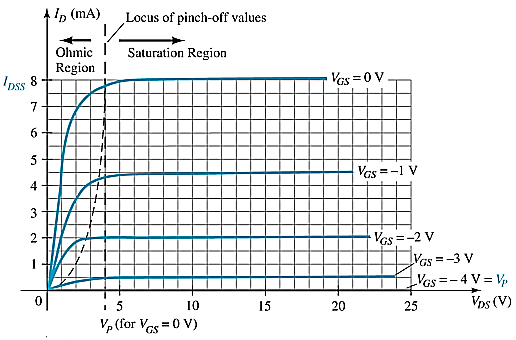 I_D (mA)
Locus of pinch-off values
Ohmic
Region
Saturation Region
I_DSS 8
V_GS = 0 V
7
6
5
V_GS = –1 V
4
3
V_GS = –2 V
2
V_GS = –3 V
1
V_GS = – 4 V = V_P
0 5 10 15 20 25 V_DS (V)
V_P (for V_GS = 0 V)